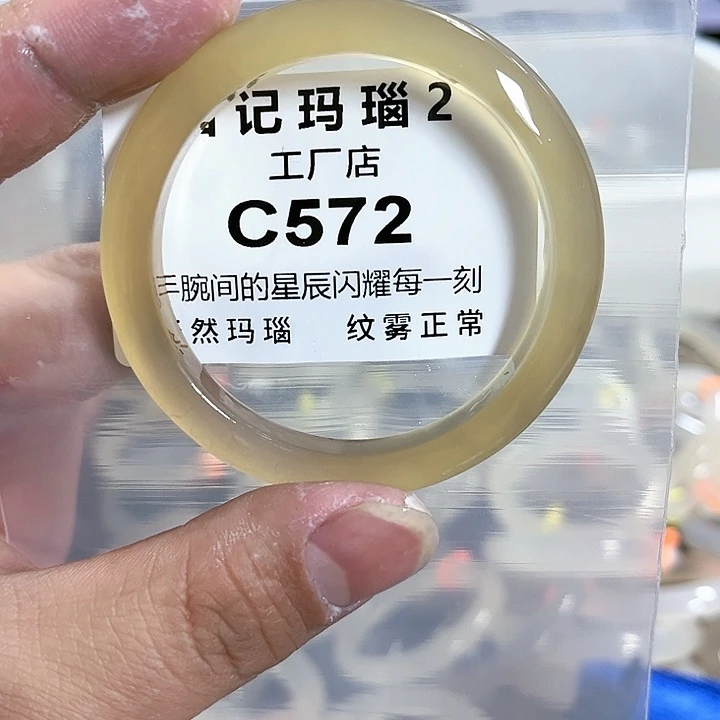 记玛瑙2
工厂店
C572
手腕间的星辰闪耀每一刻
然玛瑙 纹雾正常